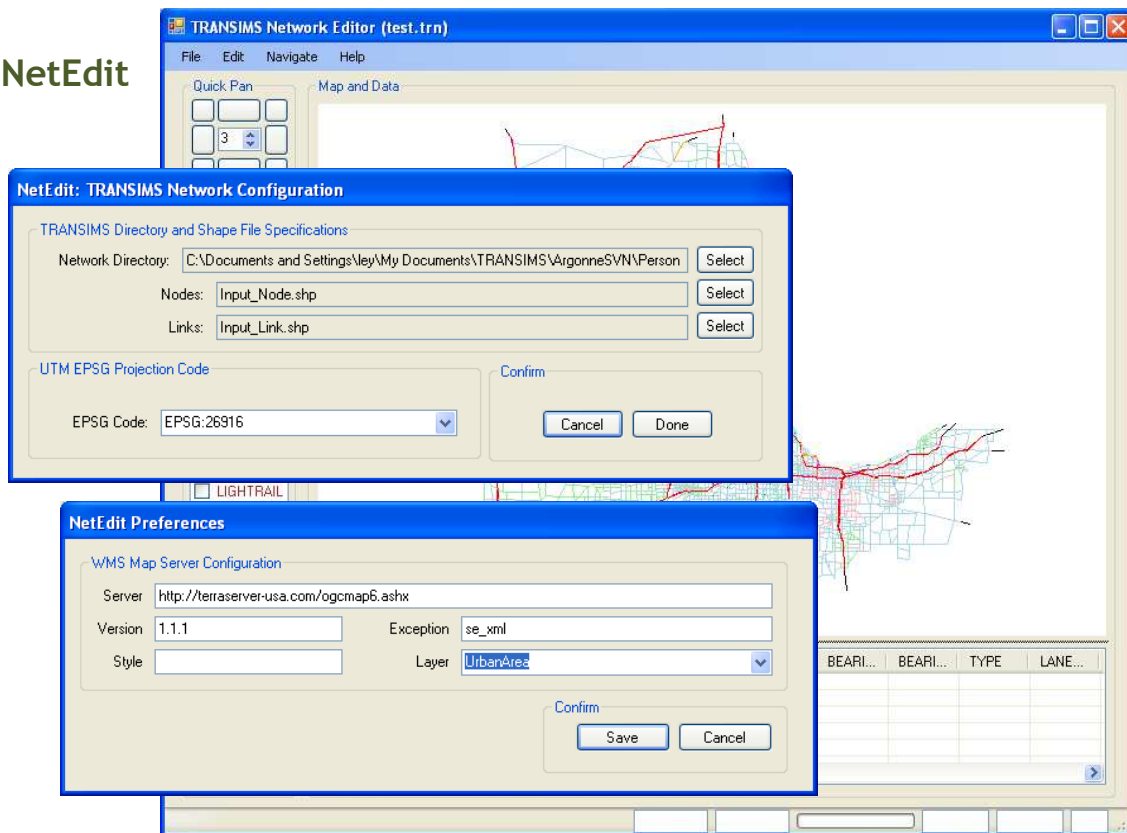 NetEdit
TRANSIMS Network Editor (test.trn)
File Edit Navigate Help
Quick Pan
Map and Data
3
NetEdit: TRANSIMS Network Configuration
TRANSIMS Directory and Shape File Specifications
Network Directory: C:\Documents and Settings\ley\My Documents\TRANSIMS\ArgonneSVN\Person Select
Nodes: Input_Node.shp Select
Links: Input_Link.shp Select
UTM EPSG Projection Code
Confirm
EPSG Code: EPSG:26916
Cancel Done
LIGHTRAIL
NetEdit Preferences
WMS Map Server Configuration
Server http://terraserver-usa.com/ogcmap6.ashx
Version 1.1.1 Exception se_xml
Style Layer UrbanArea
BEARI... BEARI... TYPE LANE...
Confirm
Save Cancel